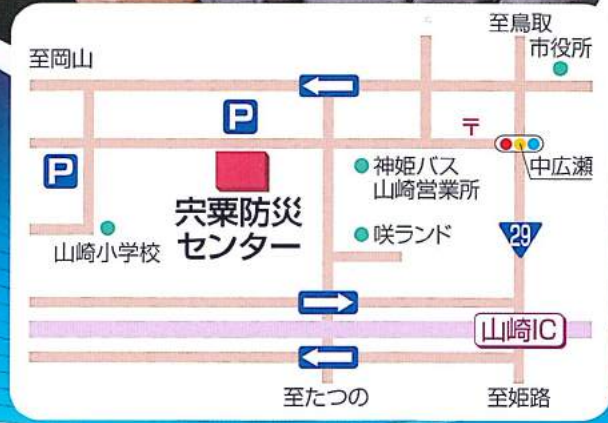 至鳥取
市役所
至岡山
P
〒
P
神姫バス
山崎営業所
中広瀬
宍粟防災
センター
咲ランド
29
山崎小学校
山崎IC
至たつの
至姫路